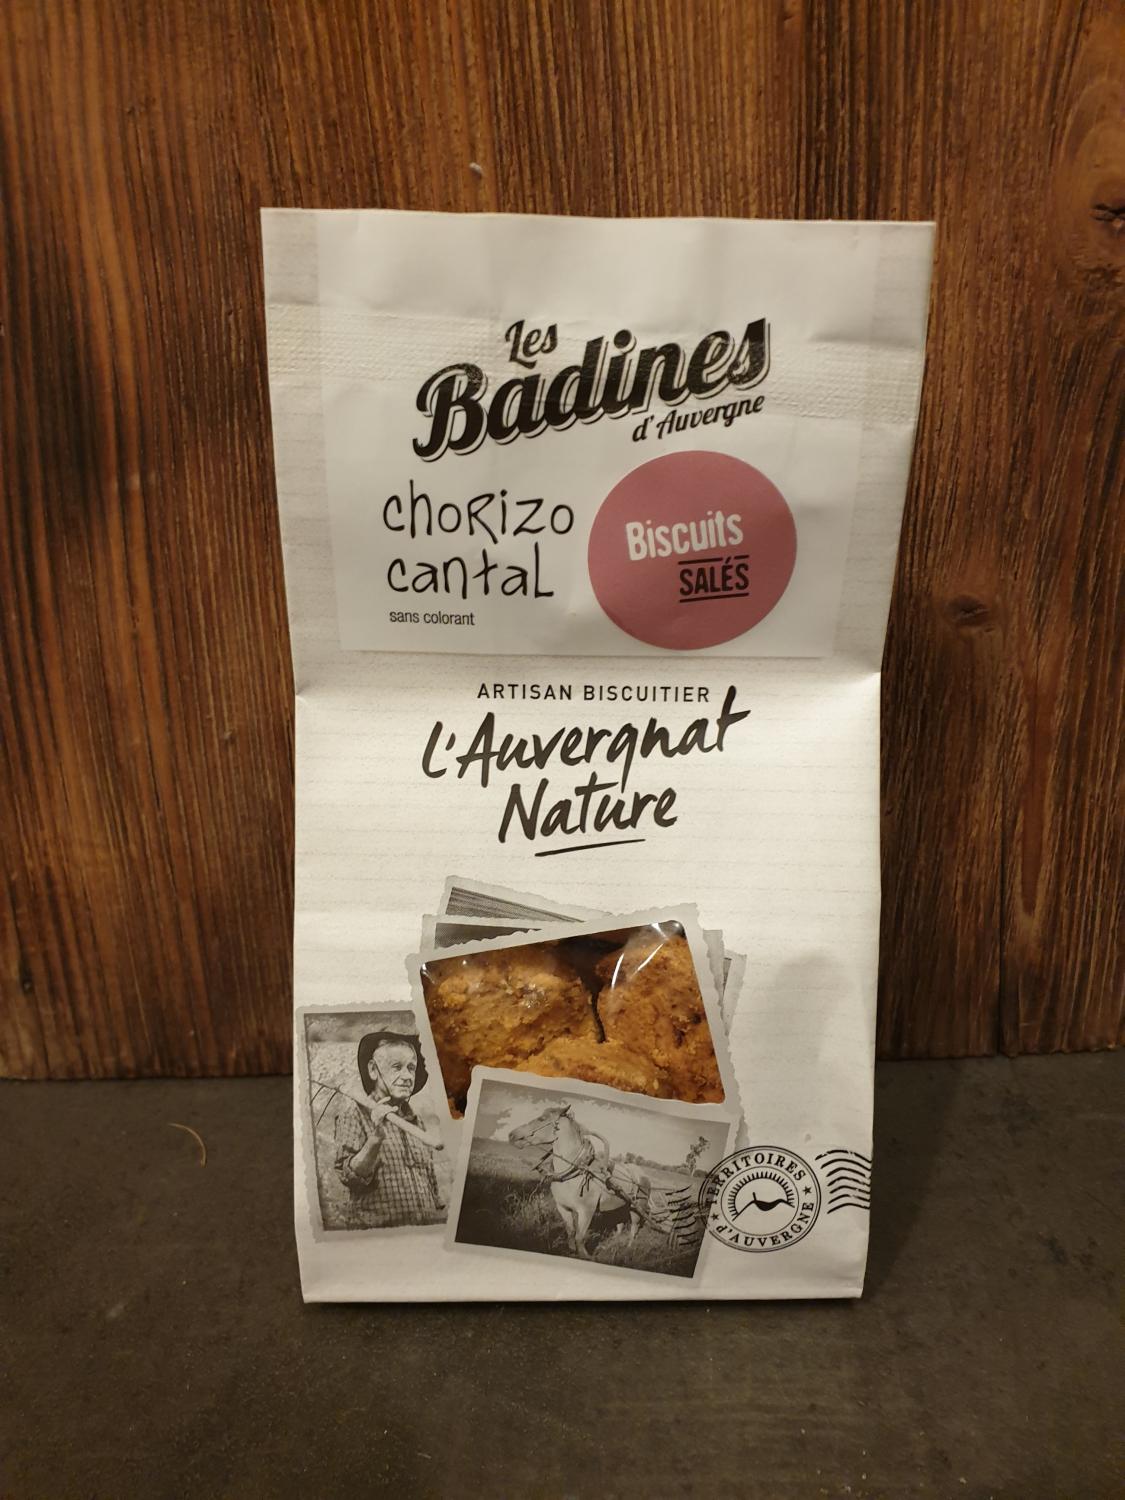 Les
Badines
d'Auvergne
choRizo
cantaL
sans colorant
Biscuits
SALÉS
ARTISAN BISCUITIER
L'Auvergnat
Nature
TERRITOIRES
d'AUVERGNE